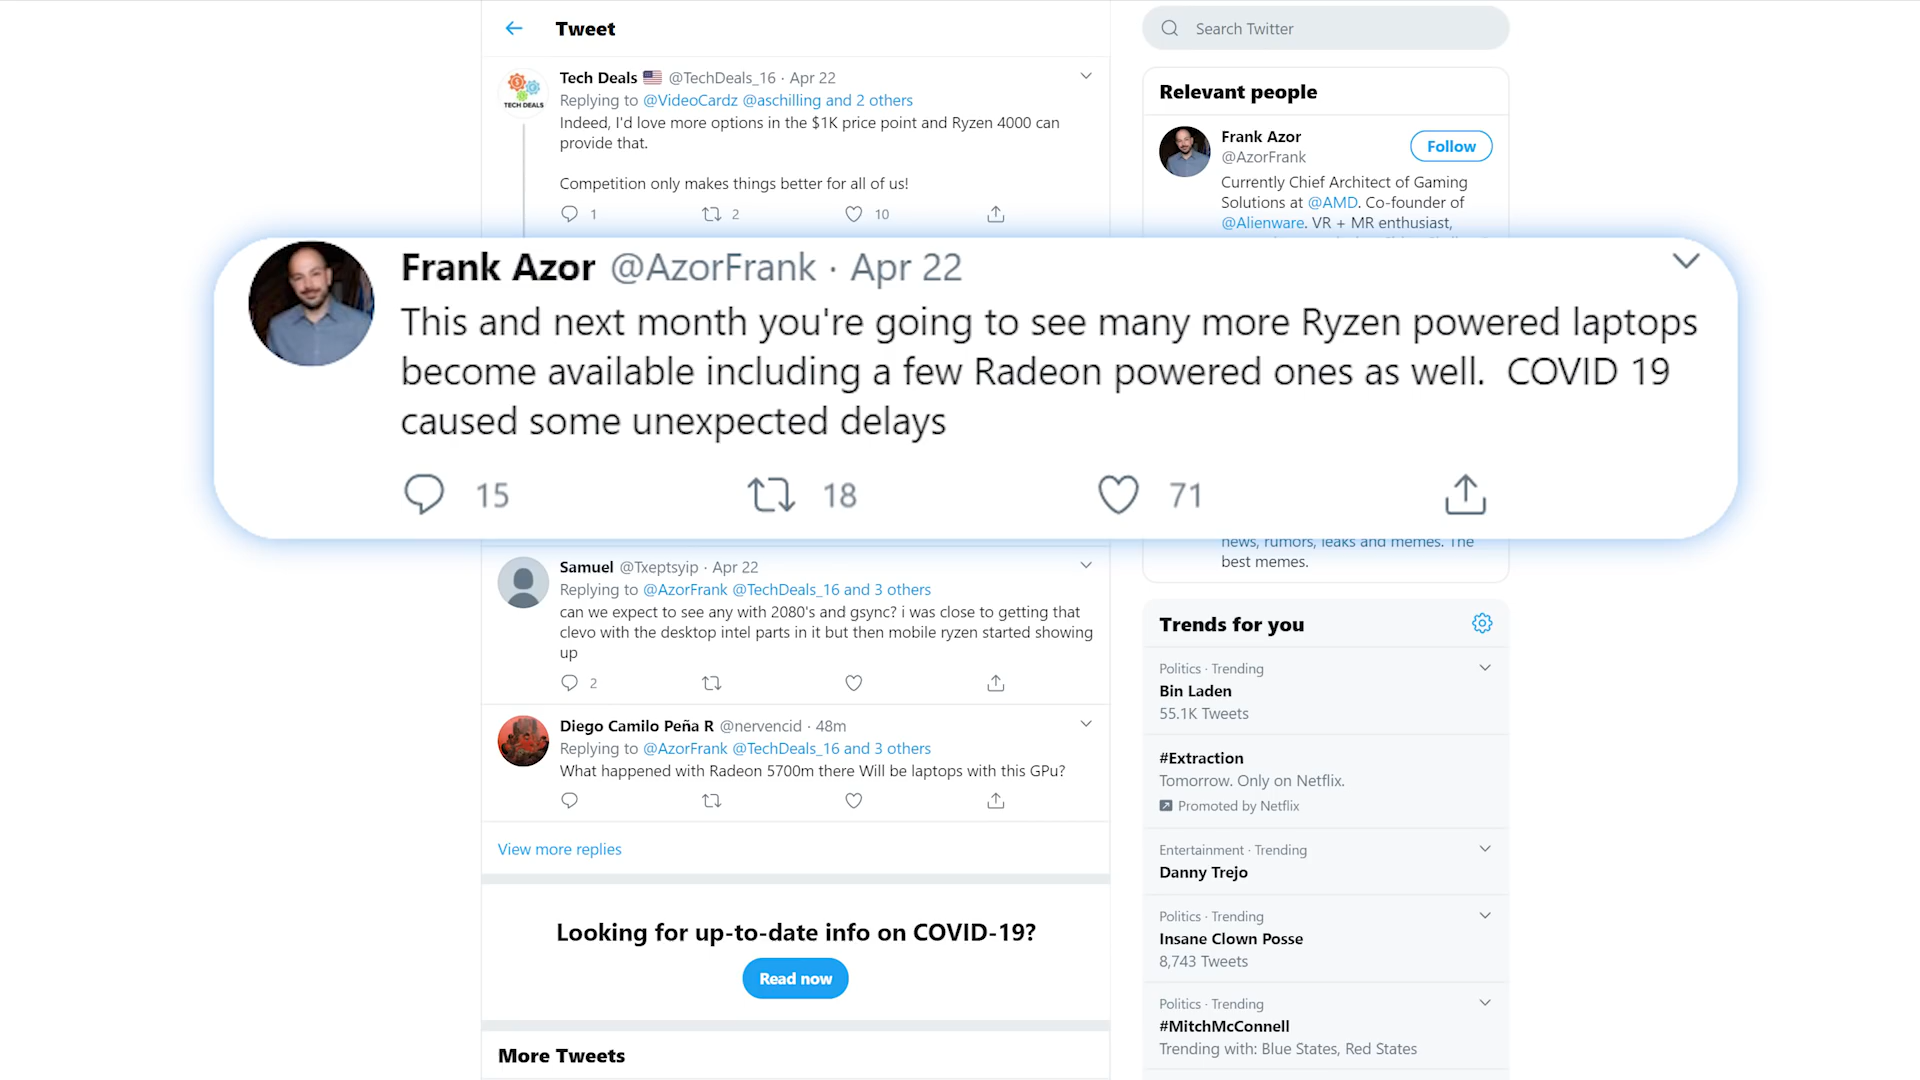 Tweet
Search Twitter
TECH DEALS
Tech Deals 🇺🇸 @TechDeals_16 · Apr 22
Replying to @VideoCardz @aschilling and 2 others
Indeed, I'd love more options in the $1K price point and Ryzen 4000 can
provide that.
Competition only makes things better for all of us!
1 2 10
Relevant people
Frank Azor
@AzorFrank
Follow
Currently Chief Architect of Gaming
Solutions at @AMD. Co-founder of
@Alienware. VR + MR enthusiast,
Frank Azor @AzorFrank · Apr 22
This and next month you're going to see many more Ryzen powered laptops
become available including a few Radeon powered ones as well. COVID 19
caused some unexpected delays
15 18 71
news, rumors, leaks and memes. The
best memes.
Samuel @Txeptsyip · Apr 22
Replying to @AzorFrank @TechDeals_16 and 3 others
can we expect to see any with 2080's and gsync? i was close to getting that
clevo with the desktop intel parts in it but then mobile ryzen started showing
up
2
Diego Camilo Peña R @nervencid · 48m
Replying to @AzorFrank @TechDeals_16 and 3 others
What happened with Radeon 5700m there Will be laptops with this GPu?
View more replies
Looking for up-to-date info on COVID-19?
Read now
More Tweets
Trends for you
Politics · Trending
Bin Laden
55.1K Tweets
#Extraction
Tomorrow. Only on Netflix.
Promoted by Netflix
Entertainment · Trending
Danny Trejo
Politics · Trending
Insane Clown Posse
8,743 Tweets
Politics · Trending
#MitchMcConnell
Trending with: Blue States, Red States